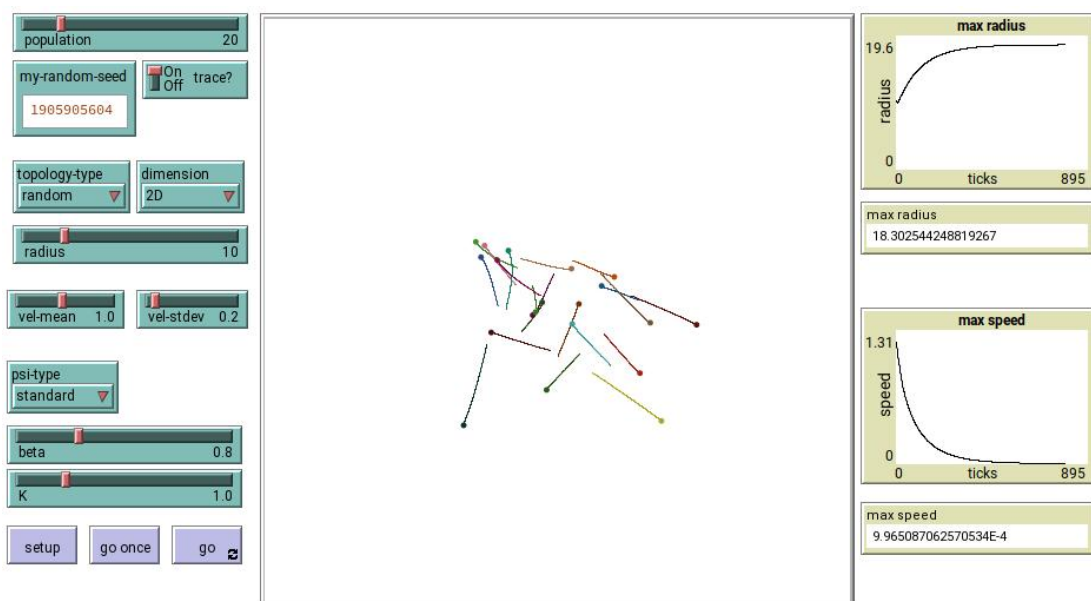 population 20
my-random-seed
1905905604
On
Off
trace?
topology-type
random
dimension
2D
radius 10
vel-mean 1.0
vel-stdev 0.2
psi-type
standard
beta 0.8
K 1.0
setup
go once
go
max radius
19.6
radius
0
0 ticks 895
max radius
18.302544248819267
max speed
1.31
speed
0
0 ticks 895
max speed
9.965087062570534E-4